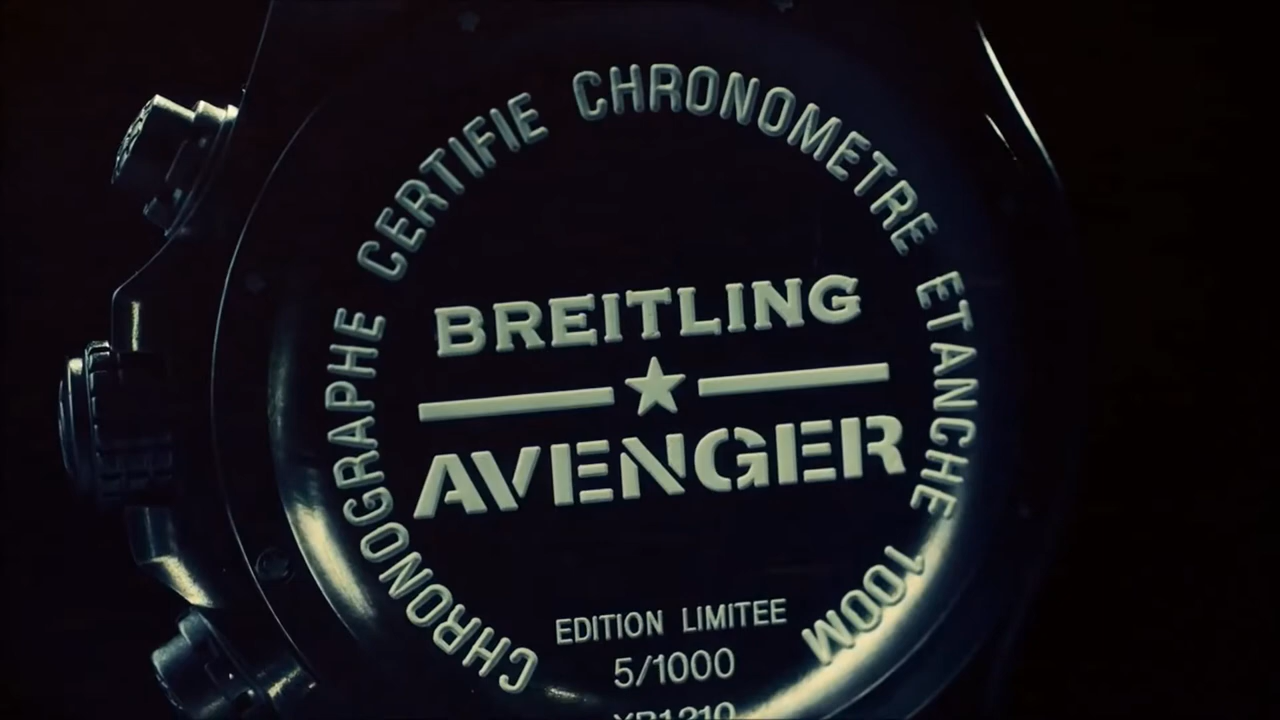 CHRONOGRAPHE CERTIFIE CHRONOMETRE ETANCHE 100M
BREITLING
AVENGER
EDITION LIMITEE
5/1000